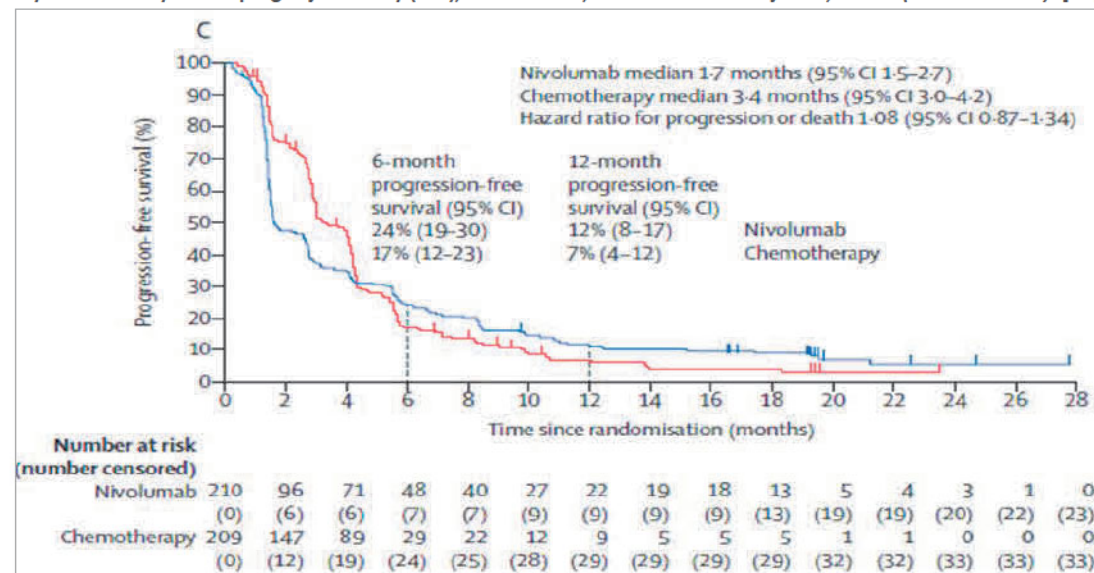 C
Nivolumab median 1·7 months (95% CI 1·5–2·7)
Chemotherapy median 3·4 months (95% CI 3·0–4·2)
Hazard ratio for progression or death 1·08 (95% CI 0·87–1·34)
6-month progression-free survival (95% CI)
24% (19–30)
17% (12–23)
12-month progression-free survival (95% CI)
12% (8–17)
7% (4–12)
Nivolumab
Chemotherapy
Progression-free survival (%)
100
90
80
70
60
50
40
30
20
10
0
0 2 4 6 8 10 12 14 16 18 20 22 24 26 28
Time since randomisation (months)
Number at risk
(number censored)
Nivolumab 210 96 71 48 40 27 22 19 18 13 5 4 3 1 0
(0) (6) (6) (7) (7) (9) (9) (9) (9) (13) (19) (19) (20) (22) (23)
Chemotherapy 209 147 89 29 22 12 9 5 5 5 1 1 0 0 0
(0) (12) (19) (24) (25) (28) (29) (29) (29) (29) (32) (32) (33) (33) (33)